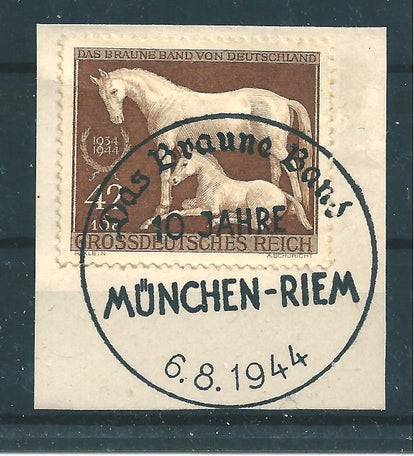 DAS BRAUNE BAND VON DEUTSCHLAND
1934
1944
42
108
GROSSDEUTSCHES REICH
A.SCHURICHT
Das Braune Band
10 JAHRE
MÜNCHEN-RIEM
6.8.1944